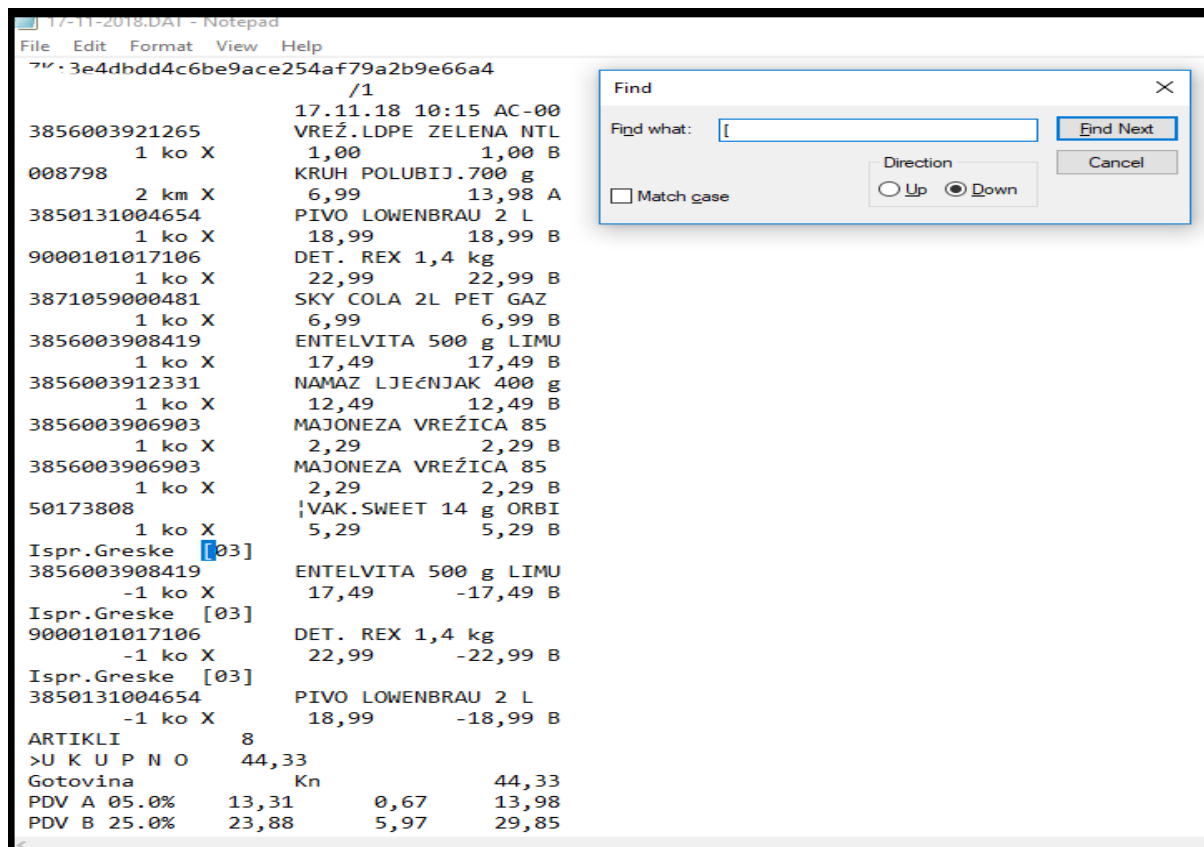 17-11-2018.DAT - Notepad
File Edit Format View Help
ZK:3e4dbdd4c6be9ace254af79a2b9e66a4
/1
17.11.18 10:15 AC-00
3856003921265 VREŹ.LDPE ZELENA NTL
1 ko X 1,00 1,00 B
008798 KRUH POLUBIJ.700 g
2 km X 6,99 13,98 A
3850131004654 PIVO LOWENBRAU 2 L
1 ko X 18,99 18,99 B
9000101017106 DET. REX 1,4 kg
1 ko X 22,99 22,99 B
3871059000481 SKY COLA 2L PET GAZ
1 ko X 6,99 6,99 B
3856003908419 ENTELVITA 500 g LIMU
1 ko X 17,49 17,49 B
3856003912331 NAMAZ LJEćNJAK 400 g
1 ko X 12,49 12,49 B
3856003906903 MAJONEZA VREŹICA 85
1 ko X 2,29 2,29 B
3856003906903 MAJONEZA VREŹICA 85
1 ko X 2,29 2,29 B
50173808 ¦VAK.SWEET 14 g ORBI
1 ko X 5,29 5,29 B
Ispr.Greske [03]
3856003908419 ENTELVITA 500 g LIMU
-1 ko X 17,49 -17,49 B
Ispr.Greske [03]
9000101017106 DET. REX 1,4 kg
-1 ko X 22,99 -22,99 B
Ispr.Greske [03]
3850131004654 PIVO LOWENBRAU 2 L
-1 ko X 18,99 -18,99 B
ARTIKLI 8
>U K U P N O 44,33
Gotovina Kn 44,33
PDV A 05.0% 13,31 0,67 13,98
PDV B 25.0% 23,88 5,97 29,85
Find
Find what: [
Find Next
Direction
Cancel
Match case
Up Down